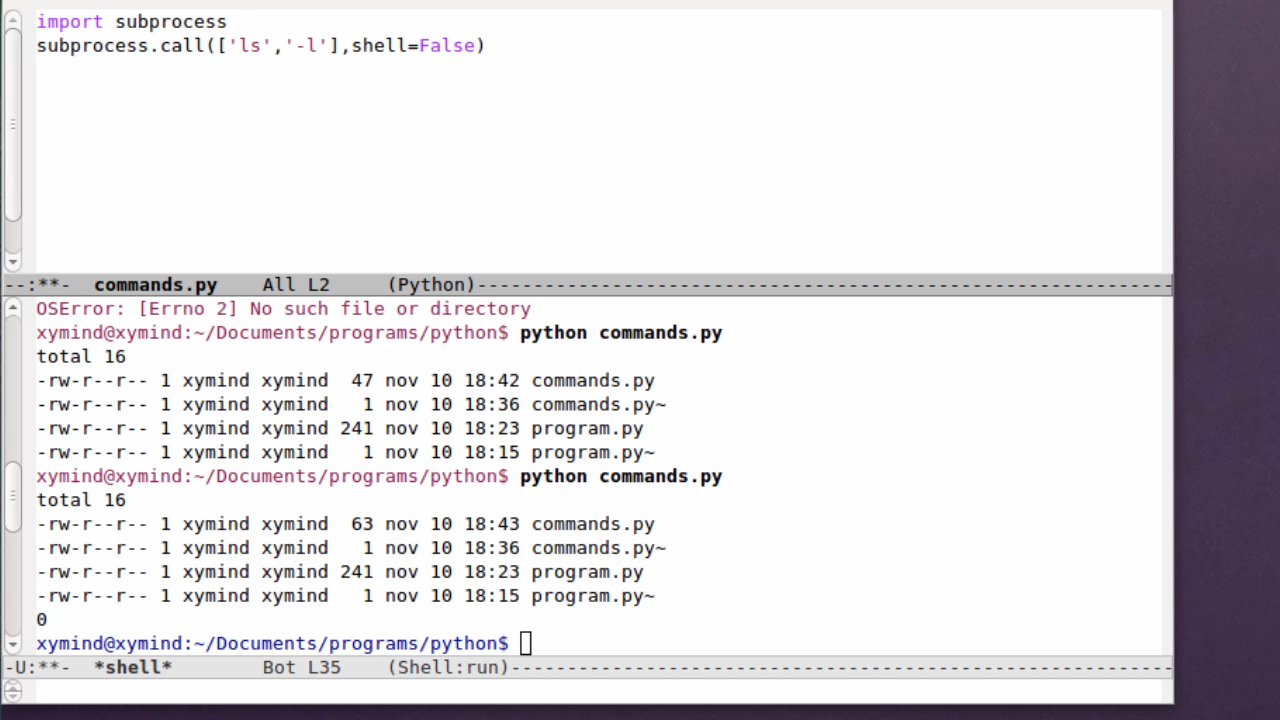 import subprocess
subprocess.call(['ls','-l'],shell=False)
--:**-  commands.py    All L2     (Python)--------------------------------------------------------------
OSError: [Errno 2] No such file or directory
xymind@xymind:~/Documents/programs/python$ python commands.py
total 16
-rw-r--r-- 1 xymind xymind  47 nov 10 18:42 commands.py
-rw-r--r-- 1 xymind xymind   1 nov 10 18:36 commands.py~
-rw-r--r-- 1 xymind xymind 241 nov 10 18:23 program.py
-rw-r--r-- 1 xymind xymind   1 nov 10 18:15 program.py~
xymind@xymind:~/Documents/programs/python$ python commands.py
total 16
-rw-r--r-- 1 xymind xymind  63 nov 10 18:43 commands.py
-rw-r--r-- 1 xymind xymind   1 nov 10 18:36 commands.py~
-rw-r--r-- 1 xymind xymind 241 nov 10 18:23 program.py
-rw-r--r-- 1 xymind xymind   1 nov 10 18:15 program.py~
0
xymind@xymind:~/Documents/programs/python$
-U:**-  *shell*        Bot L35    (Shell:run)-----------------------------------------------------------